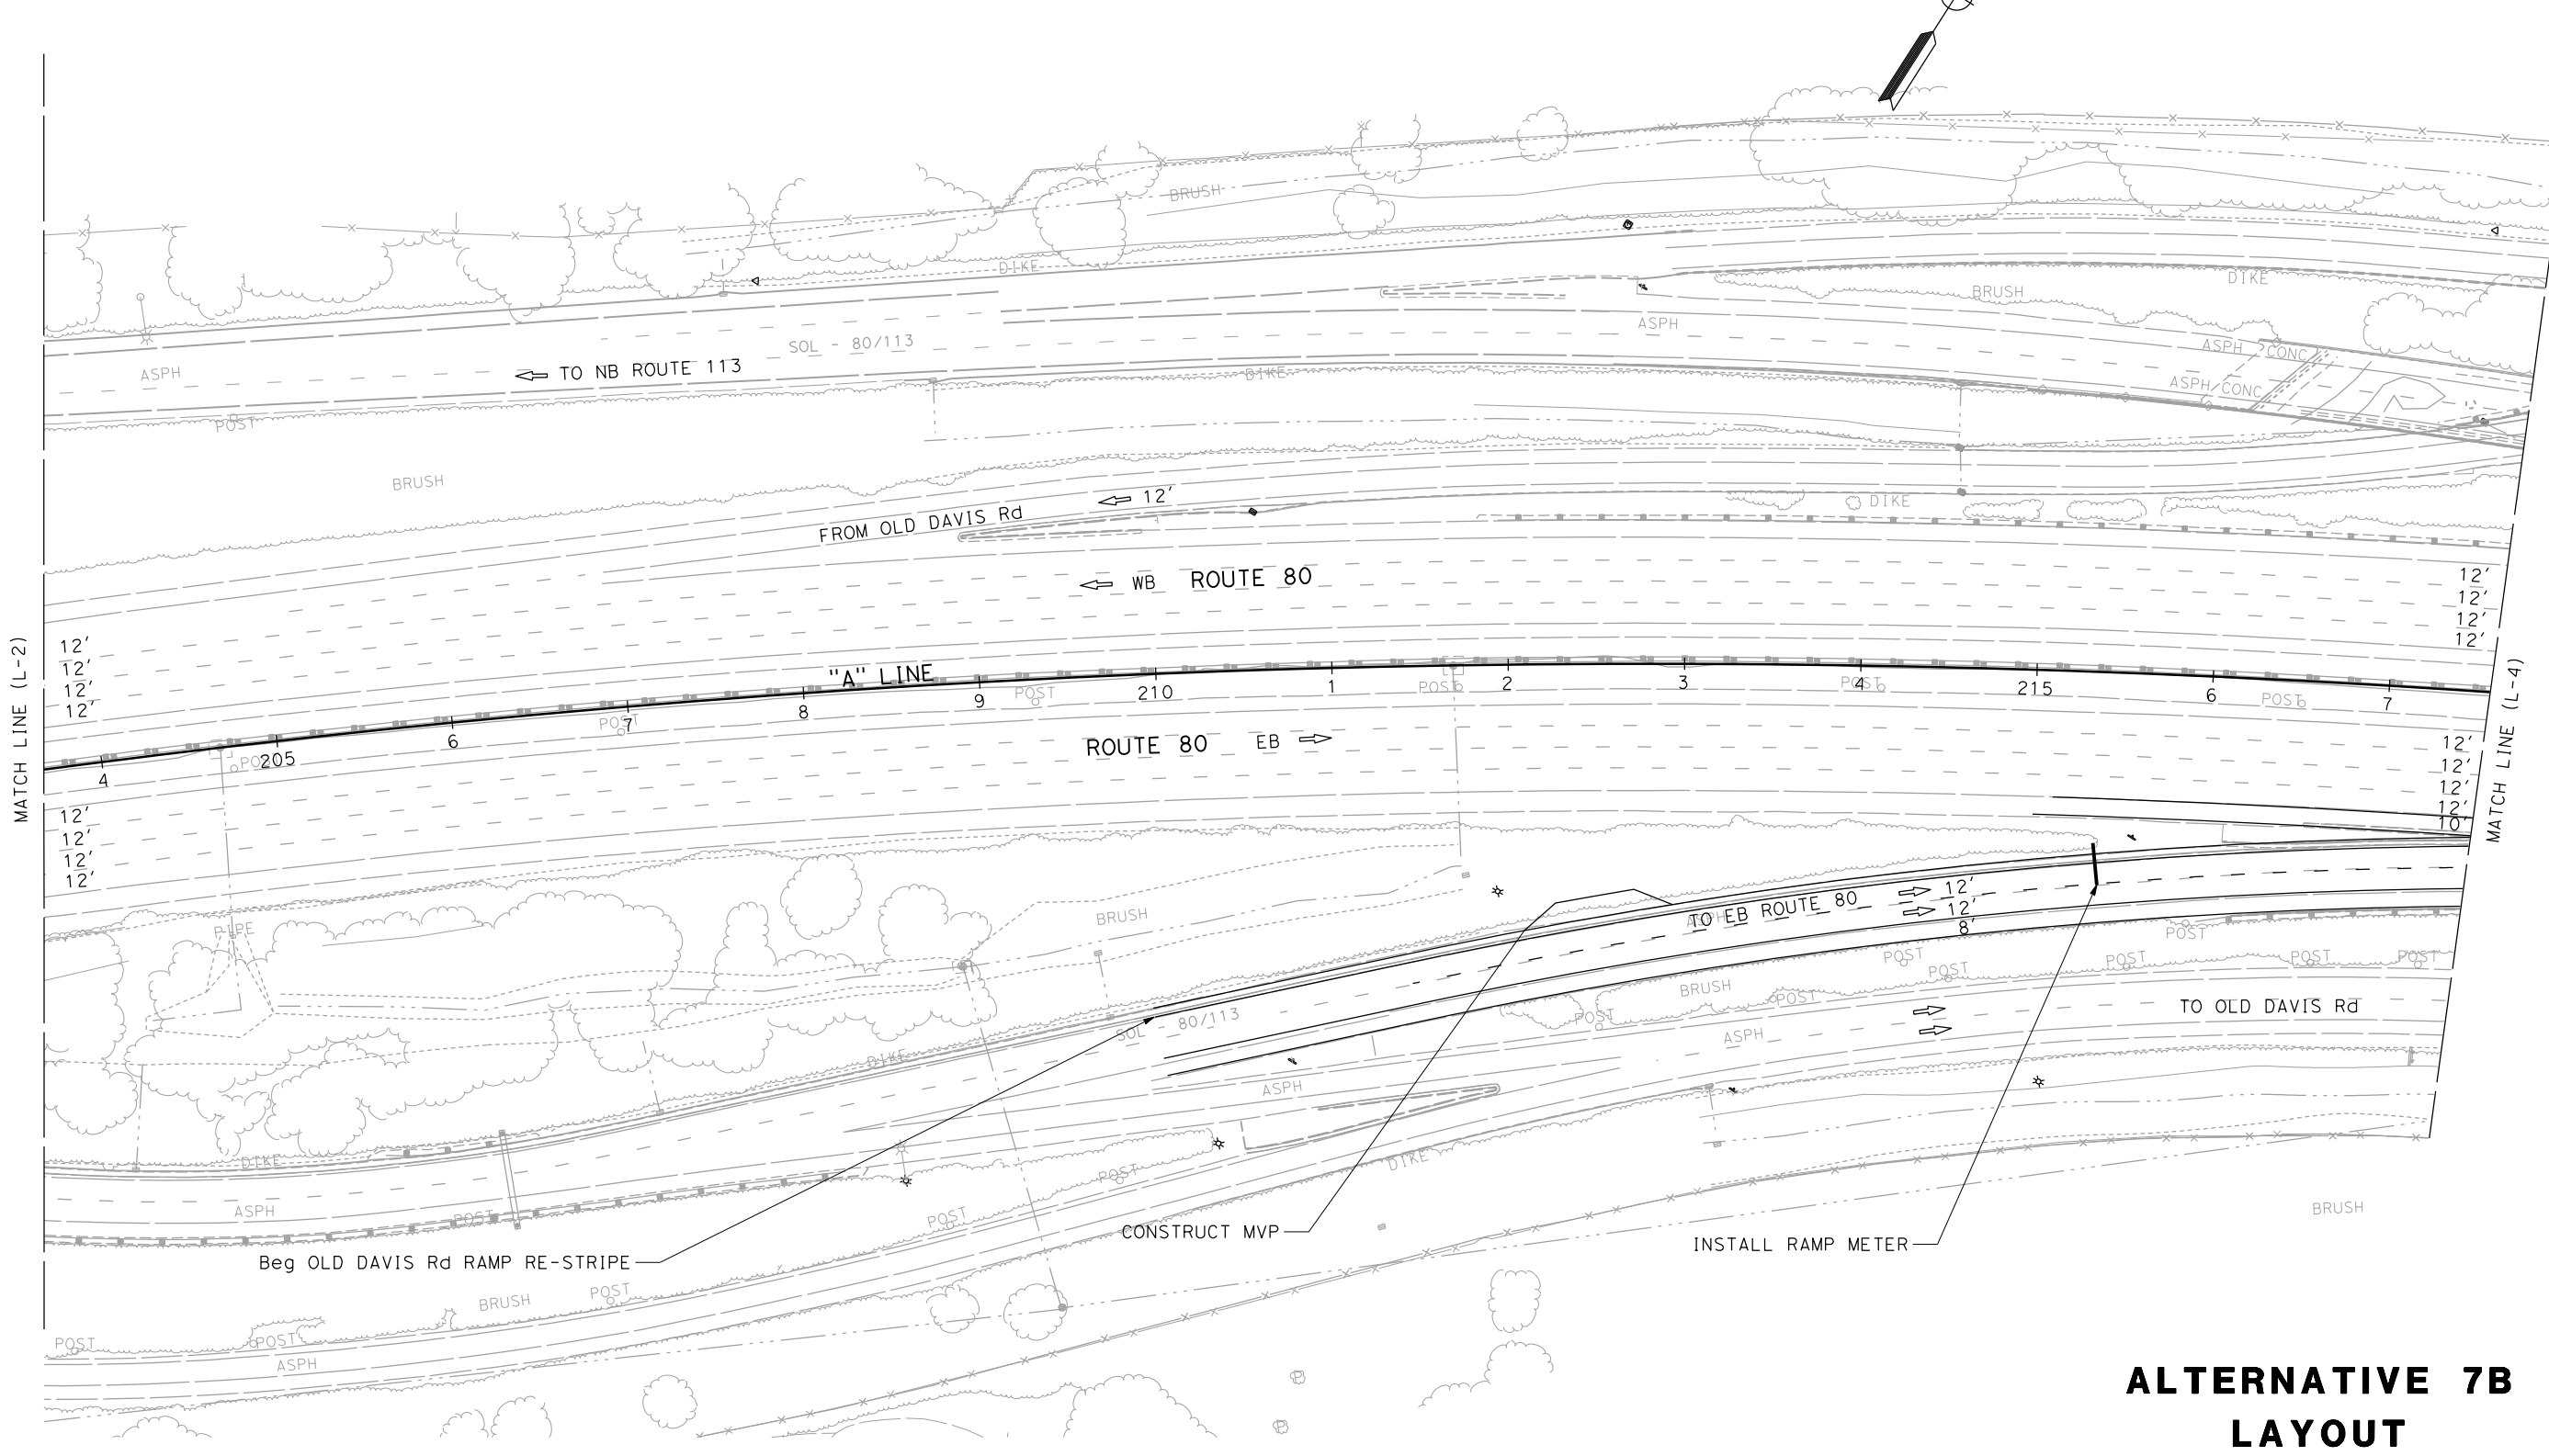 BRUSH
DIKE
BRUSH
DIKE
SOL - 80/113
ASPH
ASPH CONC
ASPH
TO NB ROUTE 113
DIKE
ASPH/CONC
POST
BRUSH
12'
DIKE
FROM OLD DAVIS Rd
WB ROUTE 80
12'
12'
12'
12'
12'
12'
12'
12'
MATCH LINE (L-2)
"A" LINE
POST
POST
POST
POST
POST
POST
4
205
6
7
8
9
210
1
2
3
4
215
6
7
MATCH LINE (L-4)
ROUTE 80 EB
12'
12'
12'
12'
10'
12'
12'
12'
12'
PIPE
BRUSH
TO EB ROUTE 80
ASPH
12'
12'
8'
POST
POST
POST
POST
POST
POST
BRUSH
POST
POST
TO OLD DAVIS Rd
SOL - 80/113
ASPH
DIKE
ASPH
DIKE
DIKE
POST
ASPH
POST
POST
BRUSH
CONSTRUCT MVP
INSTALL RAMP METER
Beg OLD DAVIS Rd RAMP RE-STRIPE
POST
BRUSH
POST
POST
ASPH
ALTERNATIVE 7B
LAYOUT